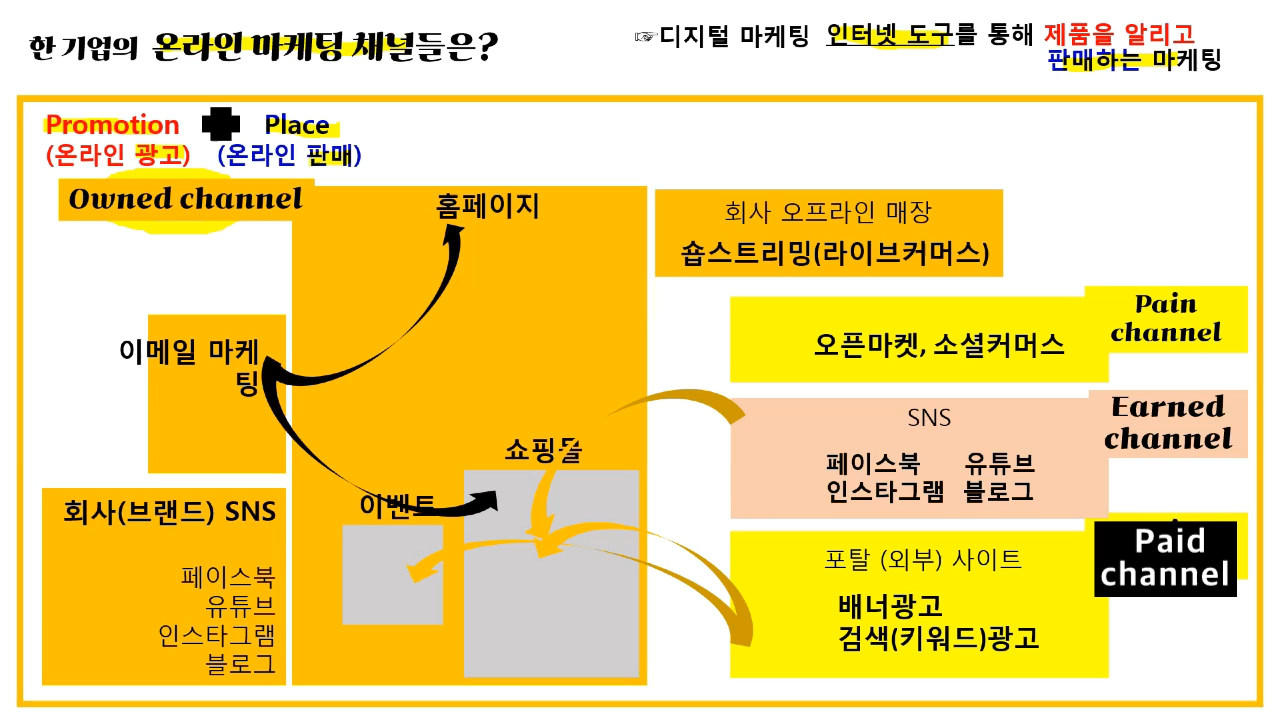 한 기업의 온라인 마케팅 채널들은?
☞디지털 마케팅 인터넷 도구를 통해 제품을 알리고
판매하는 마케팅
Promotion Place
(온라인 광고) (온라인 판매)
Owned channel
홈페이지
회사 오프라인 매장
숍스트리밍(라이브커머스)
Pain
channel
오픈마켓, 소셜커머스
이메일 마케
팅
Earned
channel
SNS
페이스북 유튜브
인스타그램 블로그
쇼핑몰
이벤트
회사(브랜드) SNS
페이스북
유튜브
인스타그램
블로그
Paid
channel
포탈 (외부) 사이트
배너광고
검색(키워드)광고